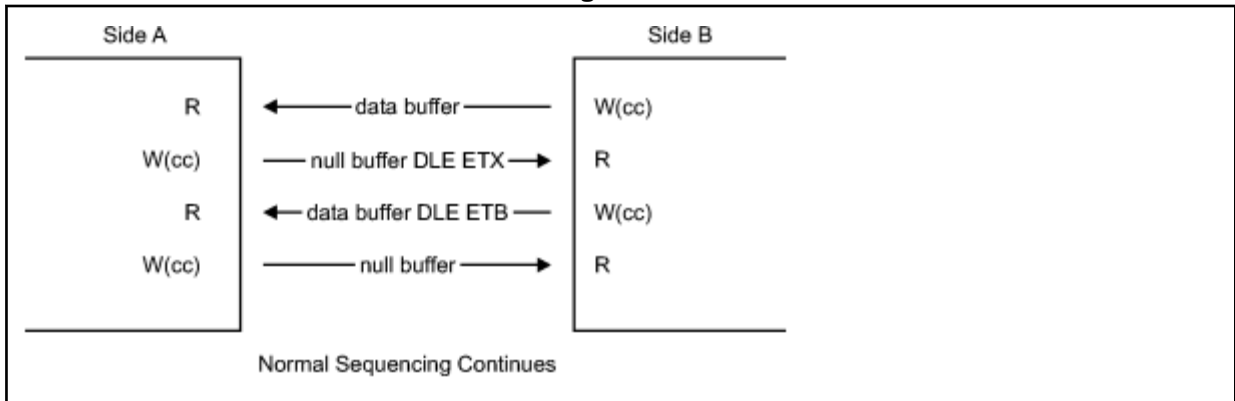 Side A Side B
R data buffer W(cc)
W(cc) null buffer DLE ETX R
R data buffer DLE ETB W(cc)
W(cc) null buffer R
Normal Sequencing Continues